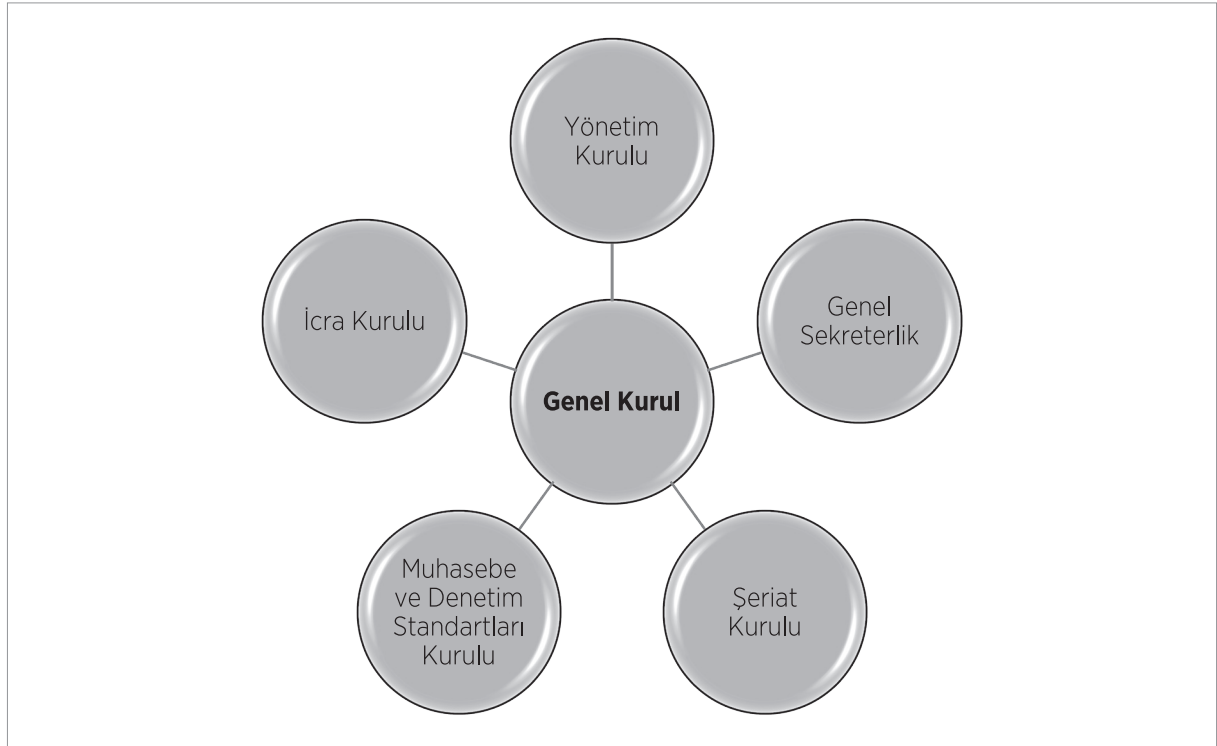 Yönetim
Kurulu
İcra Kurulu
Genel
Sekreterlik
Genel Kurul
Muhasebe
ve Denetim
Standartları
Kurulu
Şeriat
Kurulu